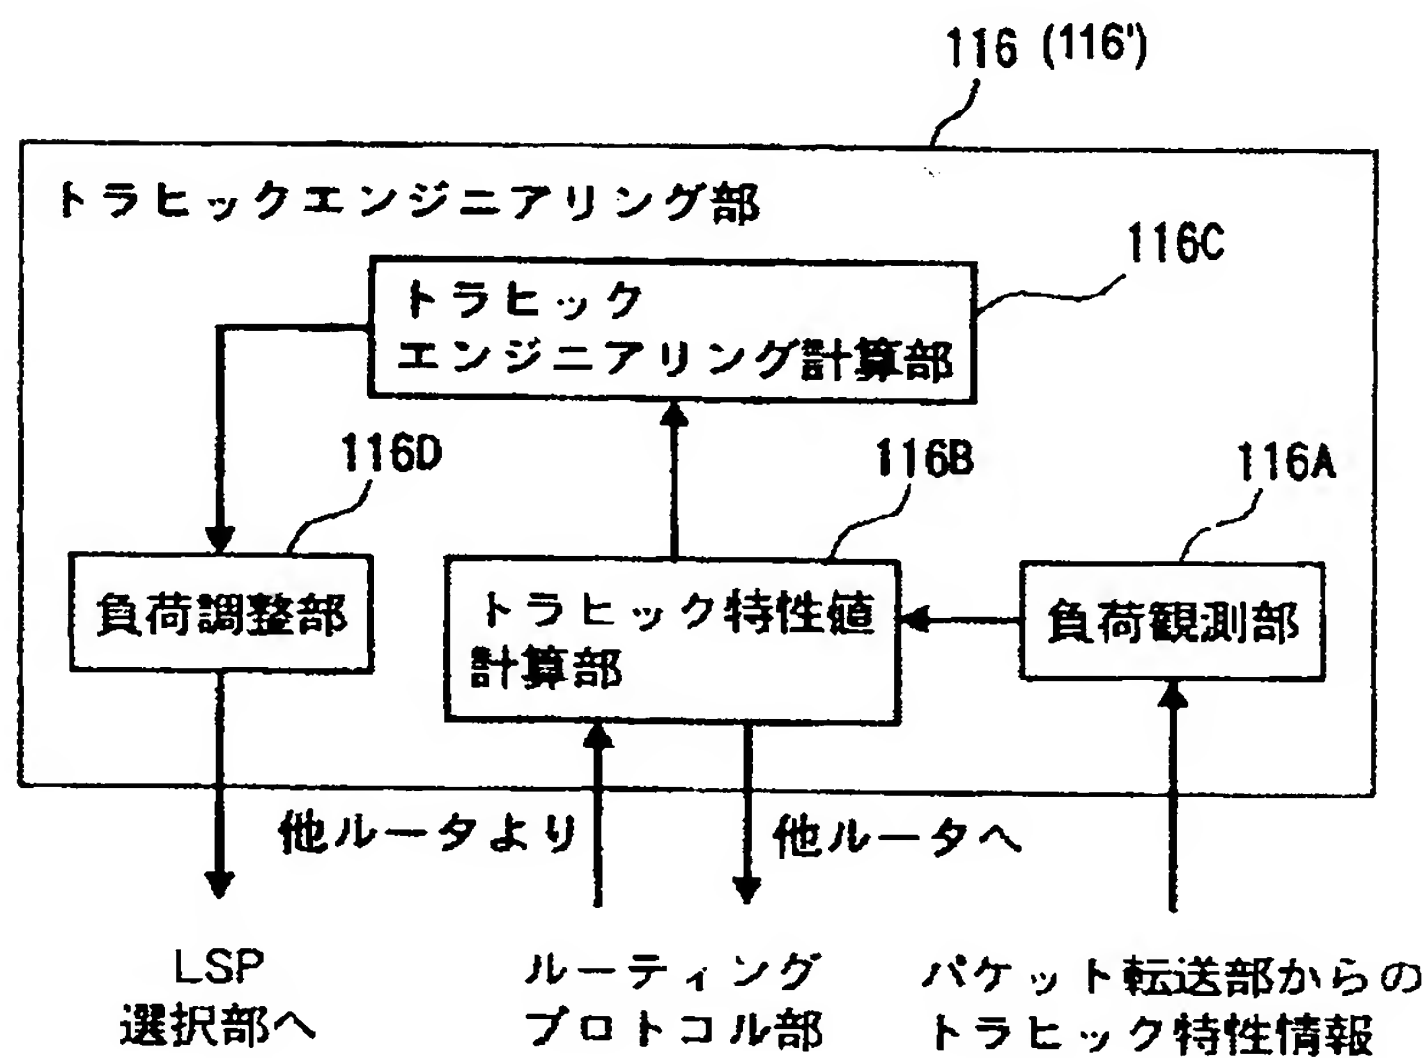 116 (116')
トラヒックエンジニアリング部
116C
トラヒック
エンジニアリング計算部
116D
116B
116A
負荷調整部
トラヒック特性値
計算部
負荷観測部
他ルータより
他ルータへ
LSP
選択部へ
ルーティング
プロトコル部
パケット転送部からの
トラヒック特性情報